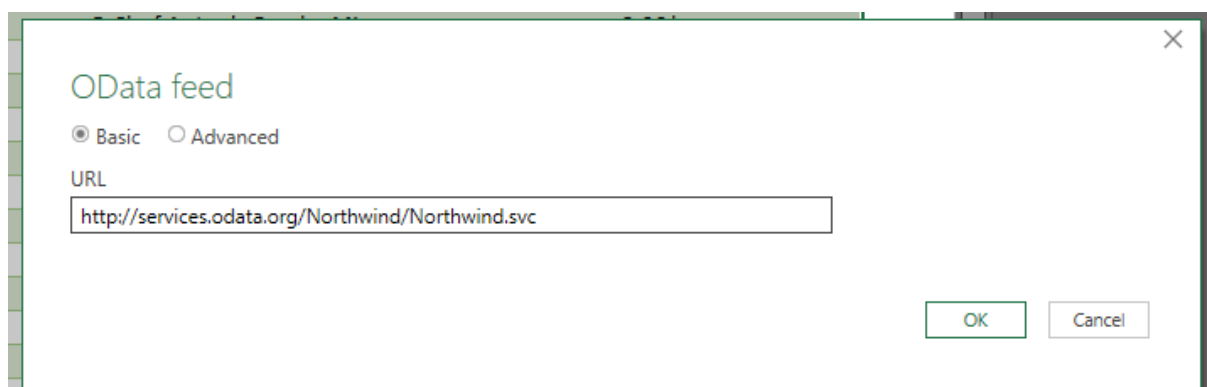 OData feed
Basic Advanced
URL
http://services.odata.org/Northwind/Northwind.svc
OK Cancel